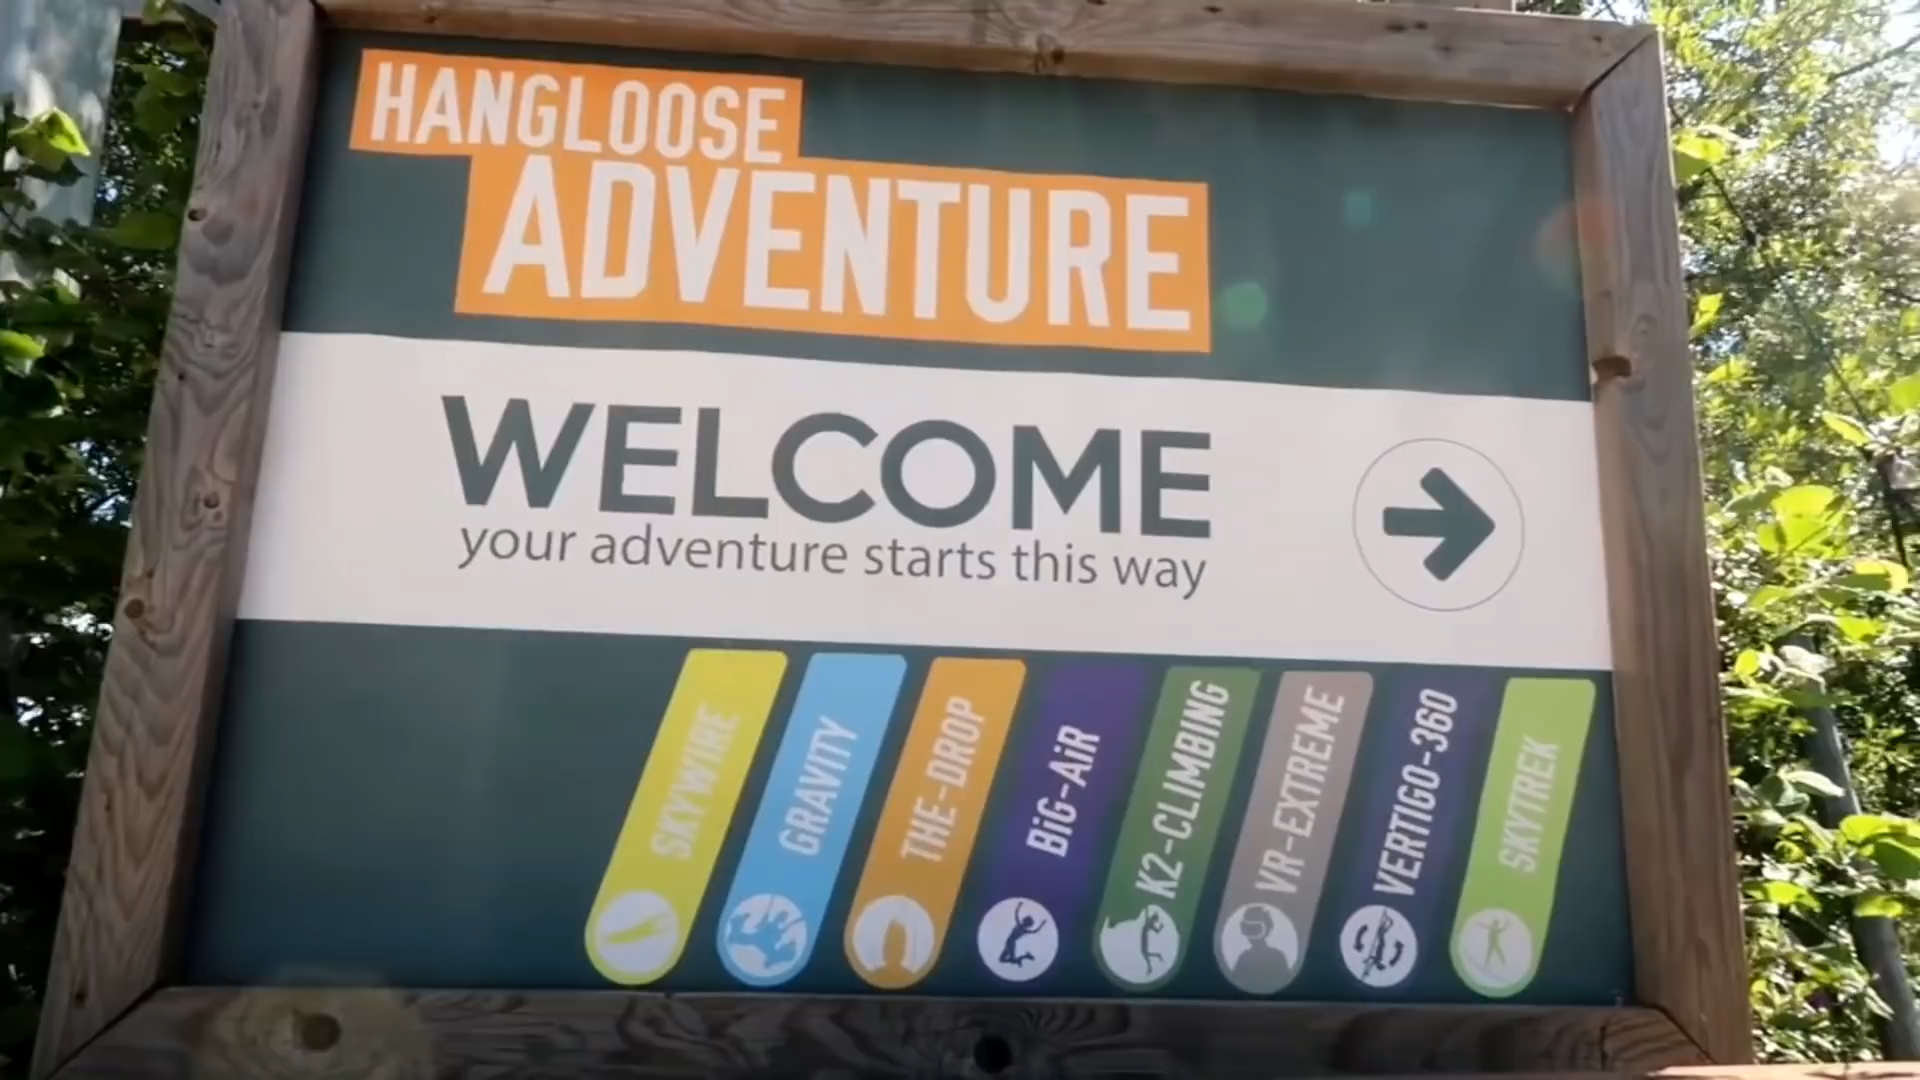 HANGLOOSE
ADVENTURE
WELCOME
your adventure starts this way
SKYWIRE
GRAVITY
THE-DROP
BiG-AiR
K2-CLIMBING
VR-EXTREME
VERTIGO-360
SKYTREK